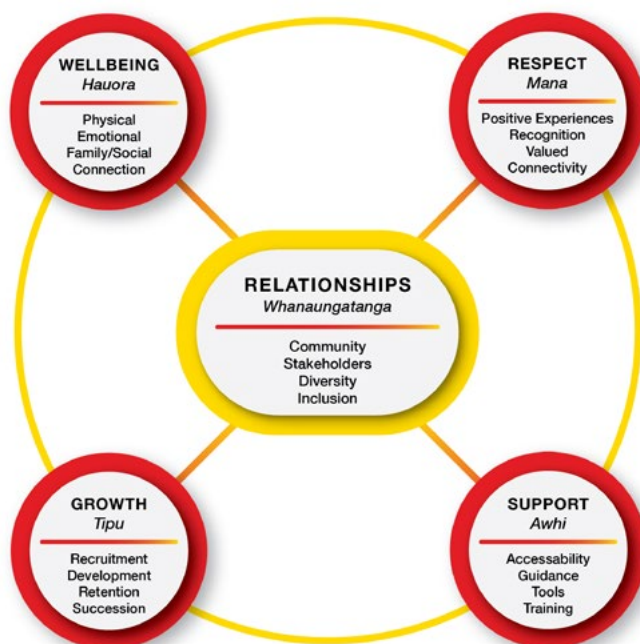 WELLBEING
Hauora
Physical
Emotional
Family/Social
Connection
RESPECT
Mana
Positive Experiences
Recognition
Valued
Connectivity
RELATIONSHIPS
Whanaungatanga
Community
Stakeholders
Diversity
Inclusion
GROWTH
Tipu
Recruitment
Development
Retention
Succession
SUPPORT
Awhi
Accessability
Guidance
Tools
Training